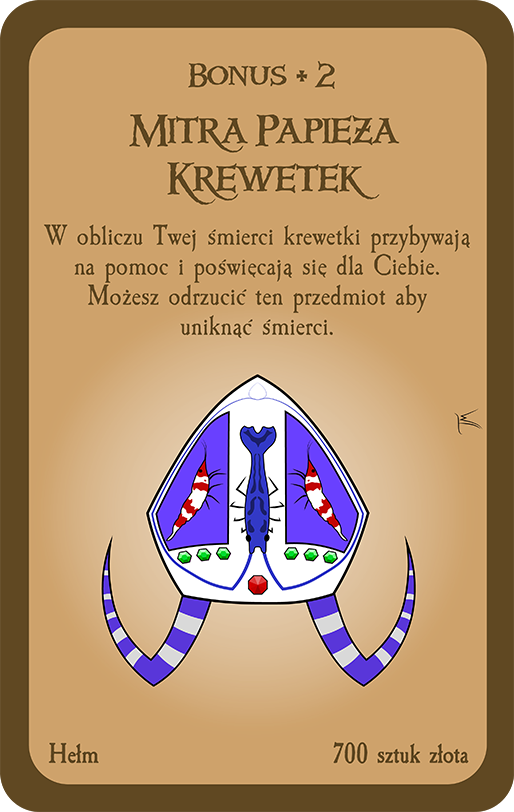 Bonus + 2
Mitra Papieża
Krewetek
W obliczu Twej śmierci krewetki przybywają
na pomoc i poświęcają się dla Ciebie.
Możesz odrzucić ten przedmiot aby
uniknąć śmierci.
Hełm
700 sztuk złota